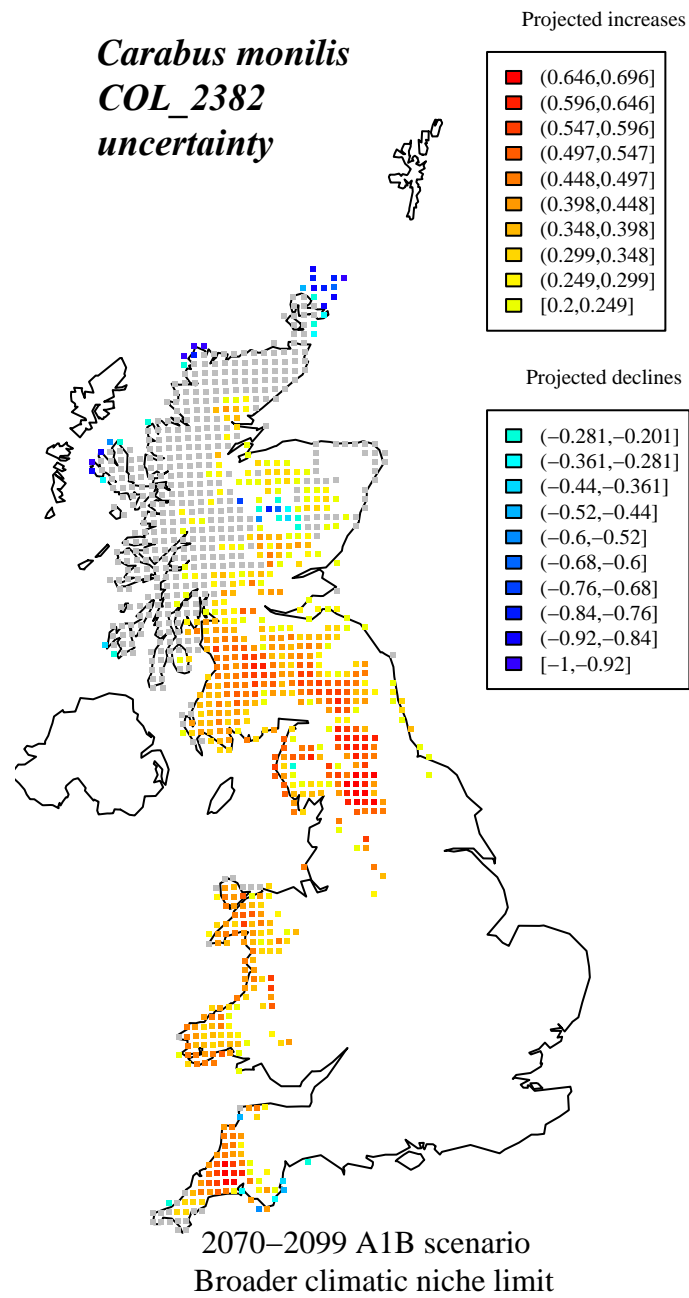 Carabus monilis
COL_2382
uncertainty
Projected increases
(0.646,0.696]
(0.596,0.646]
(0.547,0.596]
(0.497,0.547]
(0.448,0.497]
(0.398,0.448]
(0.348,0.398]
(0.299,0.348]
(0.249,0.299]
[0.2,0.249]
Projected declines
(−0.281,−0.201]
(−0.361,−0.281]
(−0.44,−0.361]
(−0.52,−0.44]
(−0.6,−0.52]
(−0.68,−0.6]
(−0.76,−0.68]
(−0.84,−0.76]
(−0.92,−0.84]
[−1,−0.92]
2070−2099 A1B scenario
Broader climatic niche limit